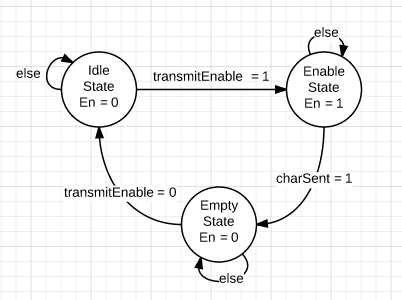 else
Idle
State
En = 0
transmitEnable = 1
else
Enable
State
En = 1
charSent = 1
transmitEnable = 0
Empty
State
En = 0
else